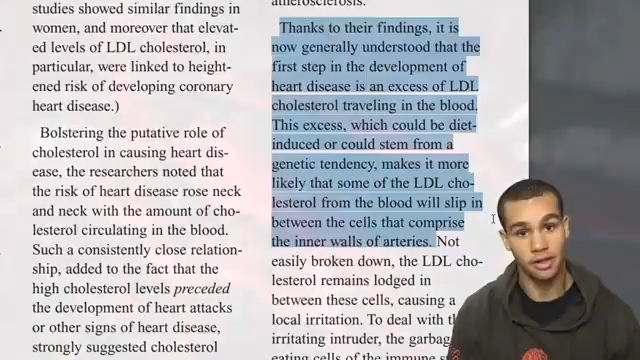 studies showed similar findings in
women, and moreover that elevat-
ed levels of LDL cholesterol, in
particular, were linked to height-
ened risk of developing coronary
heart disease.)
Bolstering the putative role of
cholesterol in causing heart dis-
ease, the researchers noted that
the risk of heart disease rose neck
and neck with the amount of cho-
lesterol circulating in the blood.
Such a consistently close relation-
ship, added to the fact that the
high cholesterol levels preceded
the development of heart attacks
or other signs of heart disease,
strongly suggested cholesterol
atherosclerosis.
Thanks to their findings, it is
now generally understood that the
first step in the development of
heart disease is an excess of LDL
cholesterol traveling in the blood.
This excess, which could be diet-
induced or could stem from a
genetic tendency, makes it more
likely that some of the LDL cho-
lesterol from the blood will slip in
between the cells that comprise
the inner walls of arteries. Not
easily broken down, the LDL cho-
lesterol remains lodged in
between these cells, causing a
local irritation. To deal with
irritating intruder, the
eating cells of the immune